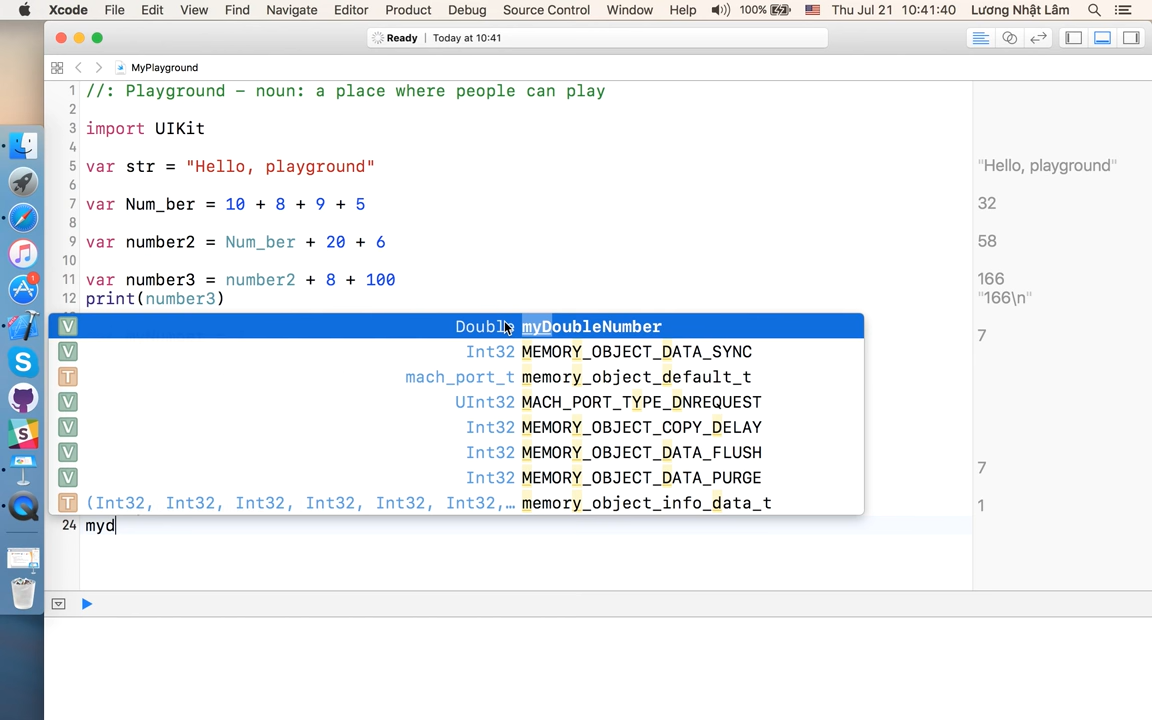 Xcode File Edit View Find Navigate Editor Product Debug Source Control Window Help 100% Thu Jul 21 10:41:40 Lương Nhật Lâm
Ready | Today at 10:41
MyPlayground
1 //: Playground - noun: a place where people can play
2
3 import UIKit
4
5 var str = "Hello, playground" "Hello, playground"
6
7 var Num_ber = 10 + 8 + 9 + 5 32
8
9 var number2 = Num_ber + 20 + 6 58
10
11 var number3 = number2 + 8 + 100 166
12 print(number3) "166\n"
V Double myDoubleNumber 7
V Int32 MEMORY_OBJECT_DATA_SYNC
T mach_port_t memory_object_default_t
V UInt32 MACH_PORT_TYPE_DNREQUEST
V Int32 MEMORY_OBJECT_COPY_DELAY
V Int32 MEMORY_OBJECT_DATA_FLUSH 7
V Int32 MEMORY_OBJECT_DATA_PURGE
T (Int32, Int32, Int32, Int32, Int32, Int32,… memory_object_info_data_t 1
24 myd